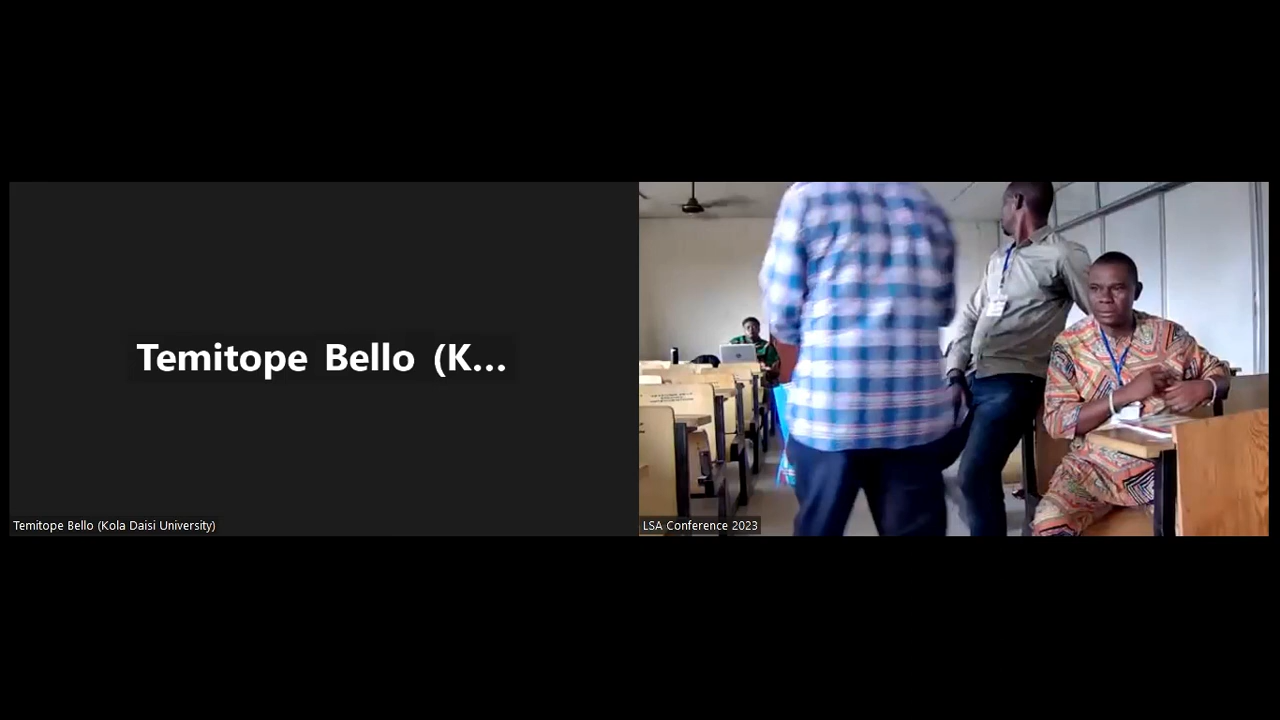 Temitope Bello (K...
Temitope Bello (Kola Daisi University)
LSA Conference 2023